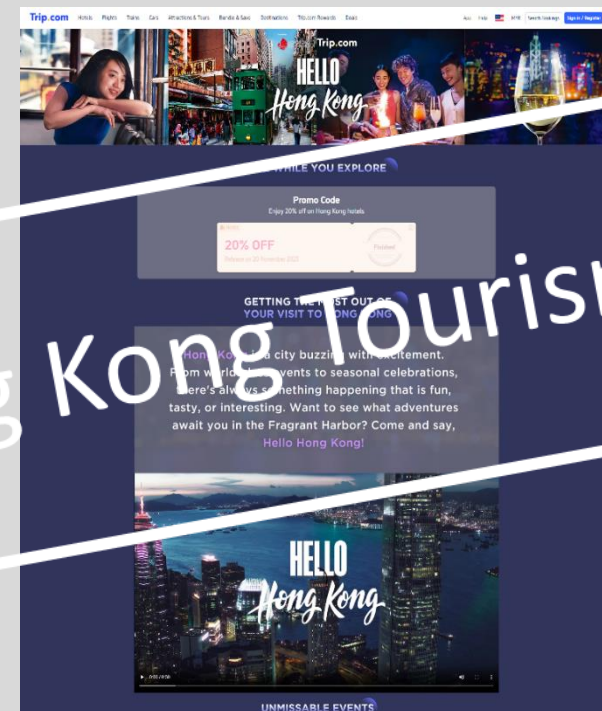 Trip.com Hotels Flights Trains Cars Attractions & Tours Bundle & Save Destinations Trip.com Rewards Deals
App Help Search bookings Sign in / Register
Trip.com
HELLO
Hong Kong
WHILE YOU EXPLORE
Promo Code
Enjoy 20% off on Hong Kong hotels
20% OFF
GETTING THE MOST OUT OF
YOUR VISIT TO HONG KONG
g Kong Touris
Hong Kong is a city buzzing with excitement.
From events to seasonal celebrations,
there's always something happening that is fun,
tasty, or interesting. Want to see what adventures
await you in the Fragrant Harbor? Come and say,
Hello Hong Kong!
HELLO
Hong Kong
UNMISSABLE EVENTS